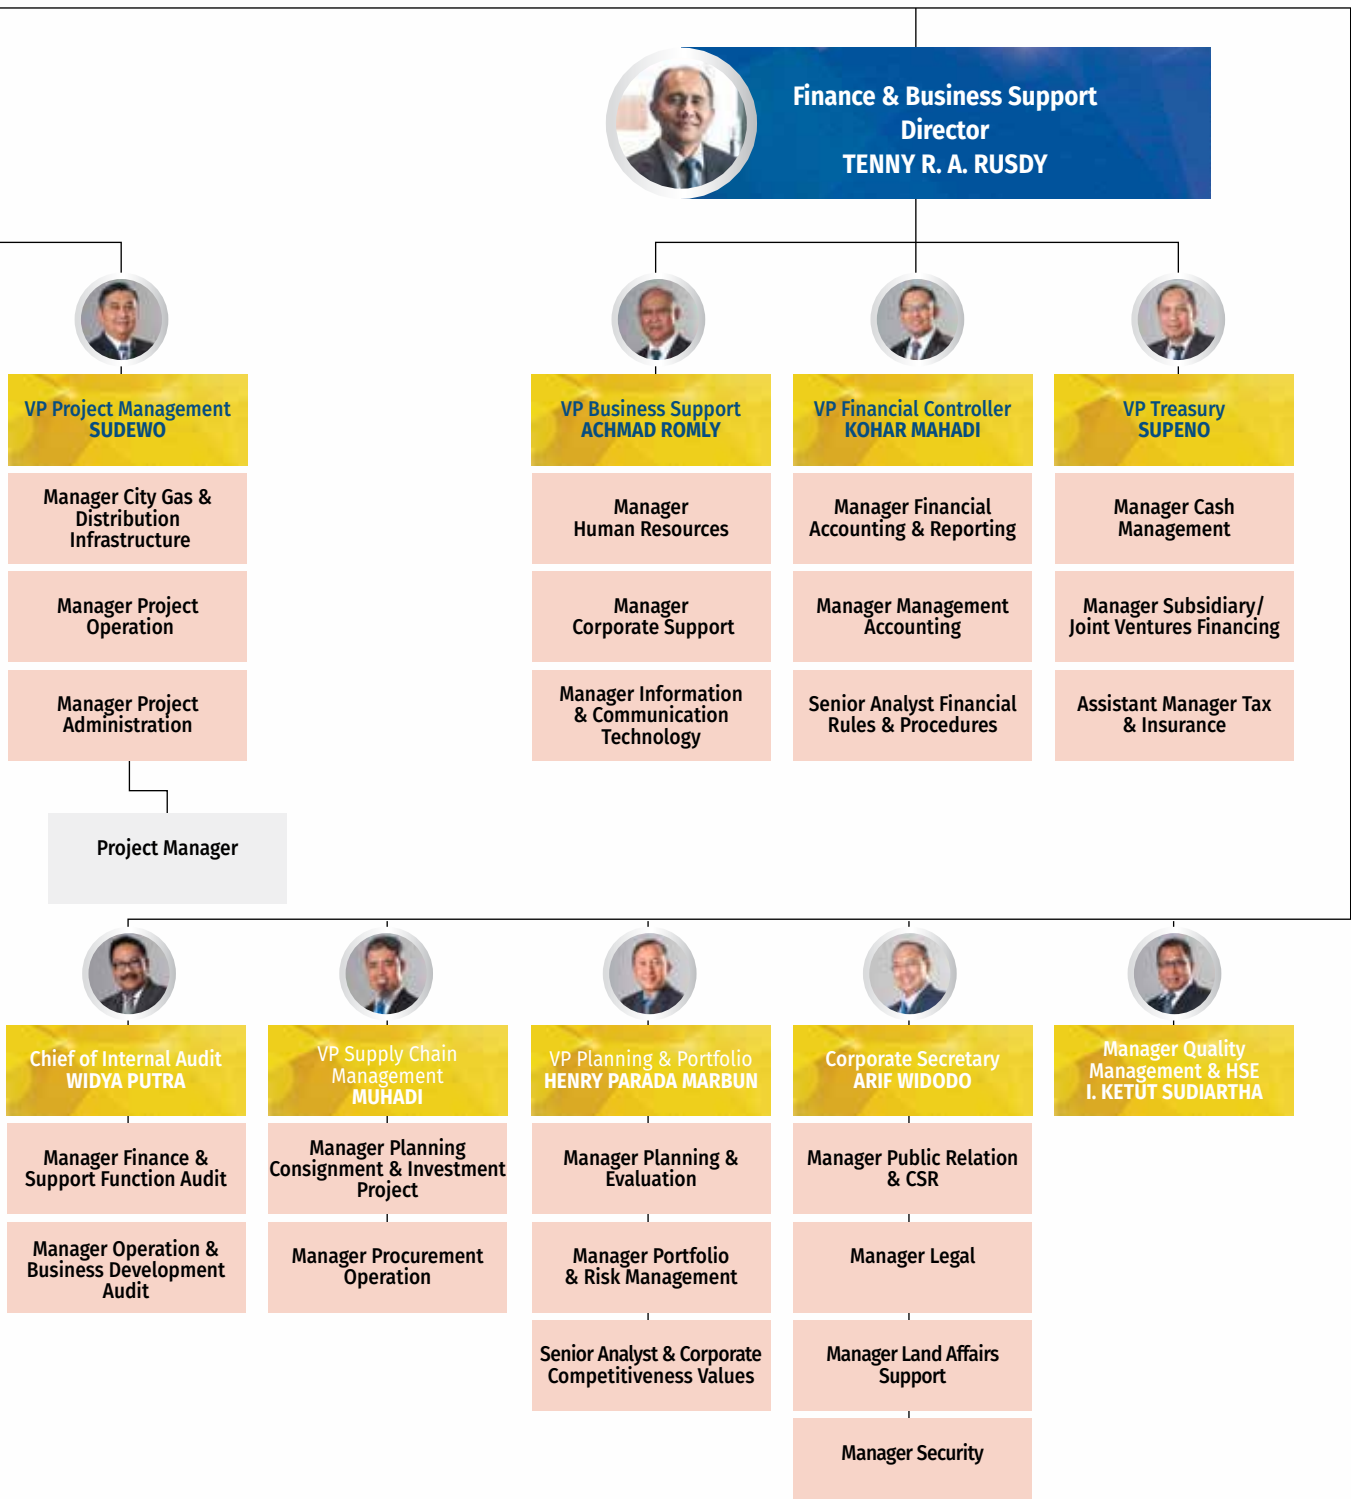 Finance & Business Support
Director
TENNY R. A. RUSDY
VP Project Management
SUDEWO
Manager City Gas &
Distribution
Infrastructure
Manager Project
Operation
Manager Project
Administration
Project Manager
VP Business Support
ACHMAD ROMLY
Manager
Human Resources
Manager
Corporate Support
Manager Information
& Communication
Technology
VP Financial Controller
KOHAR MAHADI
Manager Financial
Accounting & Reporting
Manager Management
Accounting
Senior Analyst Financial
Rules & Procedures
VP Treasury
SUPENO
Manager Cash
Management
Manager Subsidiary/
Joint Ventures Financing
Assistant Manager Tax
& Insurance
Chief of Internal Audit
WIDYA PUTRA
Manager Finance &
Support Function Audit
Manager Operation &
Business Development
Audit
VP Supply Chain
Management
MUHADI
Manager Planning
Consignment & Investment
Project
Manager Procurement
Operation
VP Planning & Portfolio
HENRY PARADA MARBUN
Manager Planning &
Evaluation
Manager Portfolio
& Risk Management
Senior Analyst & Corporate
Competitiveness Values
Corporate Secretary
ARIF WIDODO
Manager Public Relation
& CSR
Manager Legal
Manager Land Affairs
Support
Manager Security
Manager Quality
Management & HSE
I. KETUT SUDIARTHA